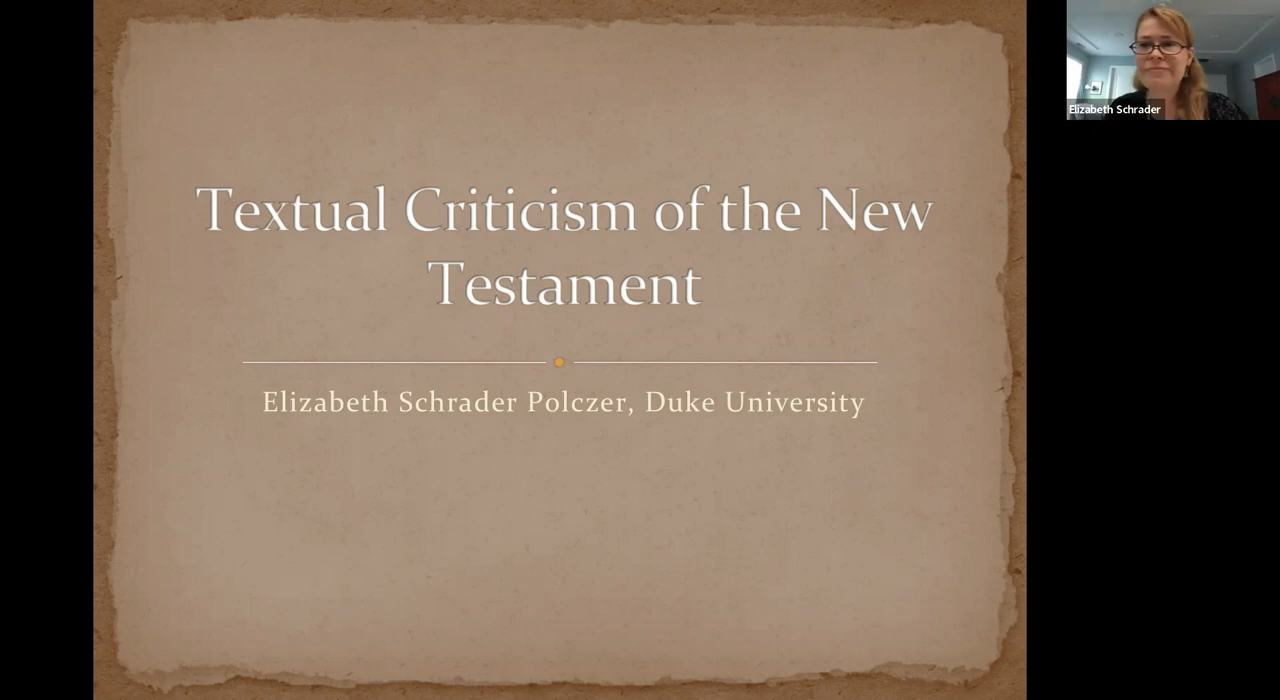 Textual Criticism of the New
Testament
Elizabeth Schrader Polczer, Duke University
Elizabeth Schrader